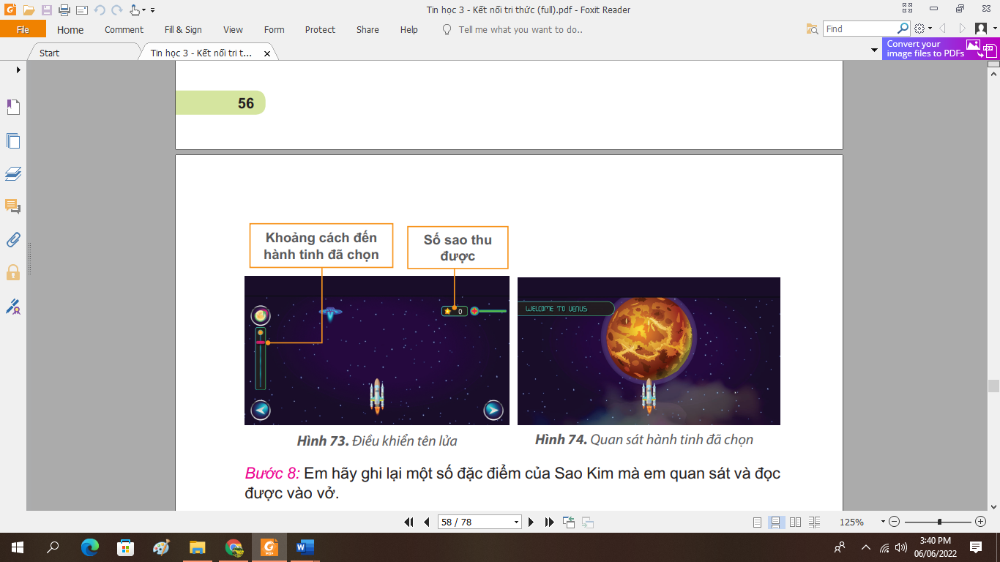 Tin học 3 - Kết nối tri thức (full).pdf - Foxit Reader
File Home Comment Fill & Sign View Form Protect Share Help Tell me what you want to do.. Find
Start Tin học 3 - Kết nối tri t... Convert your
image files to PDFs
56
Khoảng cách đến
hành tinh đã chọn
Số sao thu
được
0
WELCOME TO VENUS
Hình 73. Điều khiển tên lửa
Hình 74. Quan sát hành tinh đã chọn
Bước 8: Em hãy ghi lại một số đặc điểm của Sao Kim mà em quan sát và đọc
được vào vở.
58 / 78 125%
3:40 PM
06/06/2022